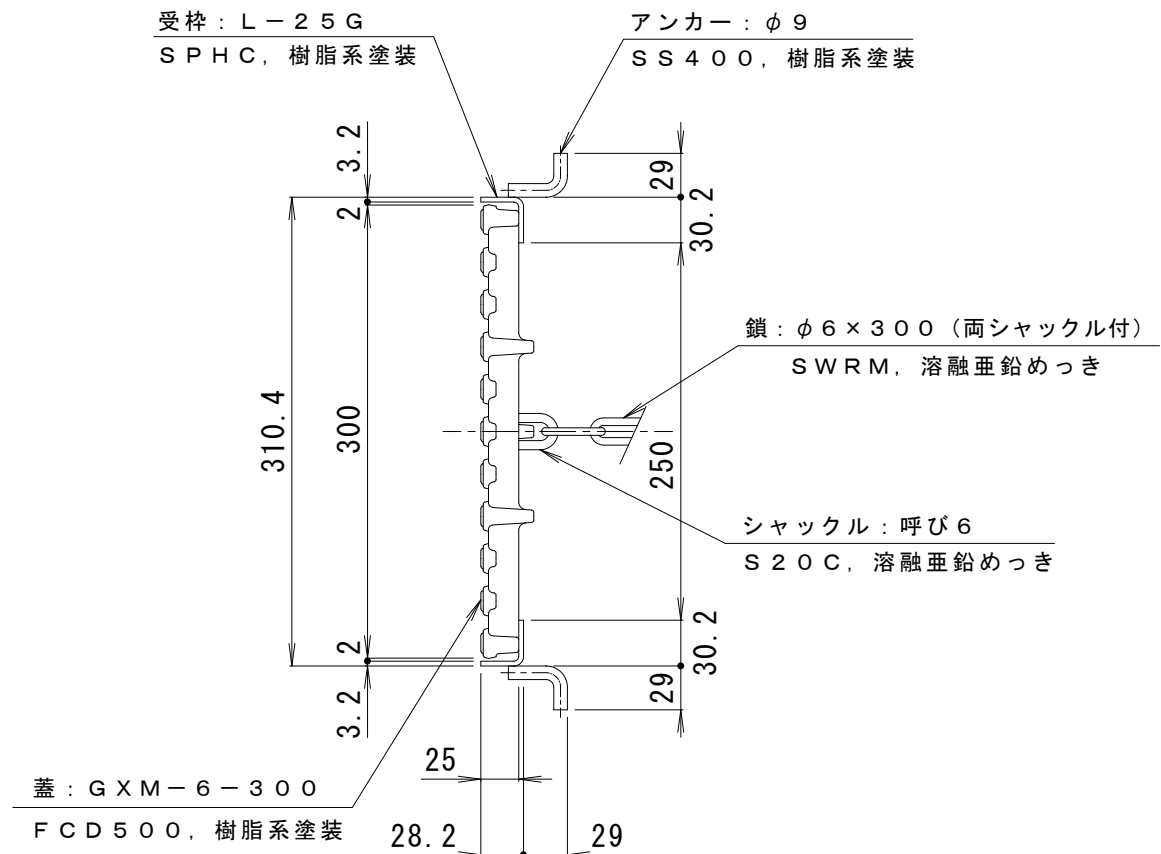 受枠：Ｌ－２５Ｇ
ＳＰＨＣ，樹脂系塗装
アンカー：φ９
ＳＳ４００，樹脂系塗装
3.2
2
310.4
300
2
3.2
29
30.2
250
30.2
29
鎖：φ６×３００（両シャックル付）
ＳＷＲＭ，溶融亜鉛めっき
シャックル：呼び６
Ｓ２０Ｃ，溶融亜鉛めっき
蓋：ＧＸＭ－６－３００
ＦＣＤ５００，樹脂系塗装
25
28.2
29